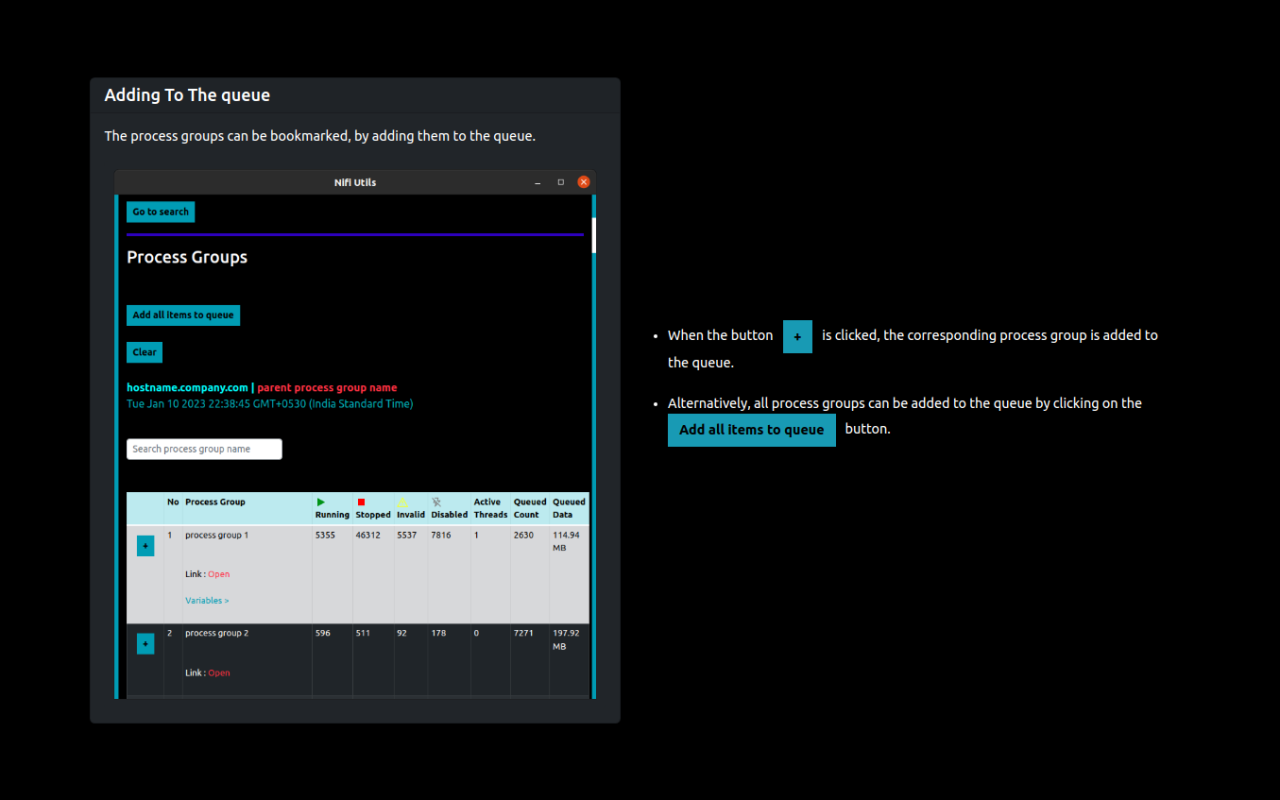 Adding To The queue
The process groups can be bookmarked, by adding them to the queue.
Nifi Utils
Go to search
Process Groups
Add all items to queue
Clear
hostname.company.com | parent process group name
Tue Jan 10 2023 22:38:45 GMT+0530 (India Standard Time)
Search process group name
No Process Group Running Stopped Invalid Disabled Active Threads Queued Count Queued Data
+ 1 process group 1 5355 46312 5537 7816 1 2630 114.94 MB
Link : Open
Variables >
+ 2 process group 2 596 511 92 178 0 7271 197.92 MB
Link : Open
• When the button + is clicked, the corresponding process group is added to
the queue.
• Alternatively, all process groups can be added to the queue by clicking on the
Add all items to queue button.